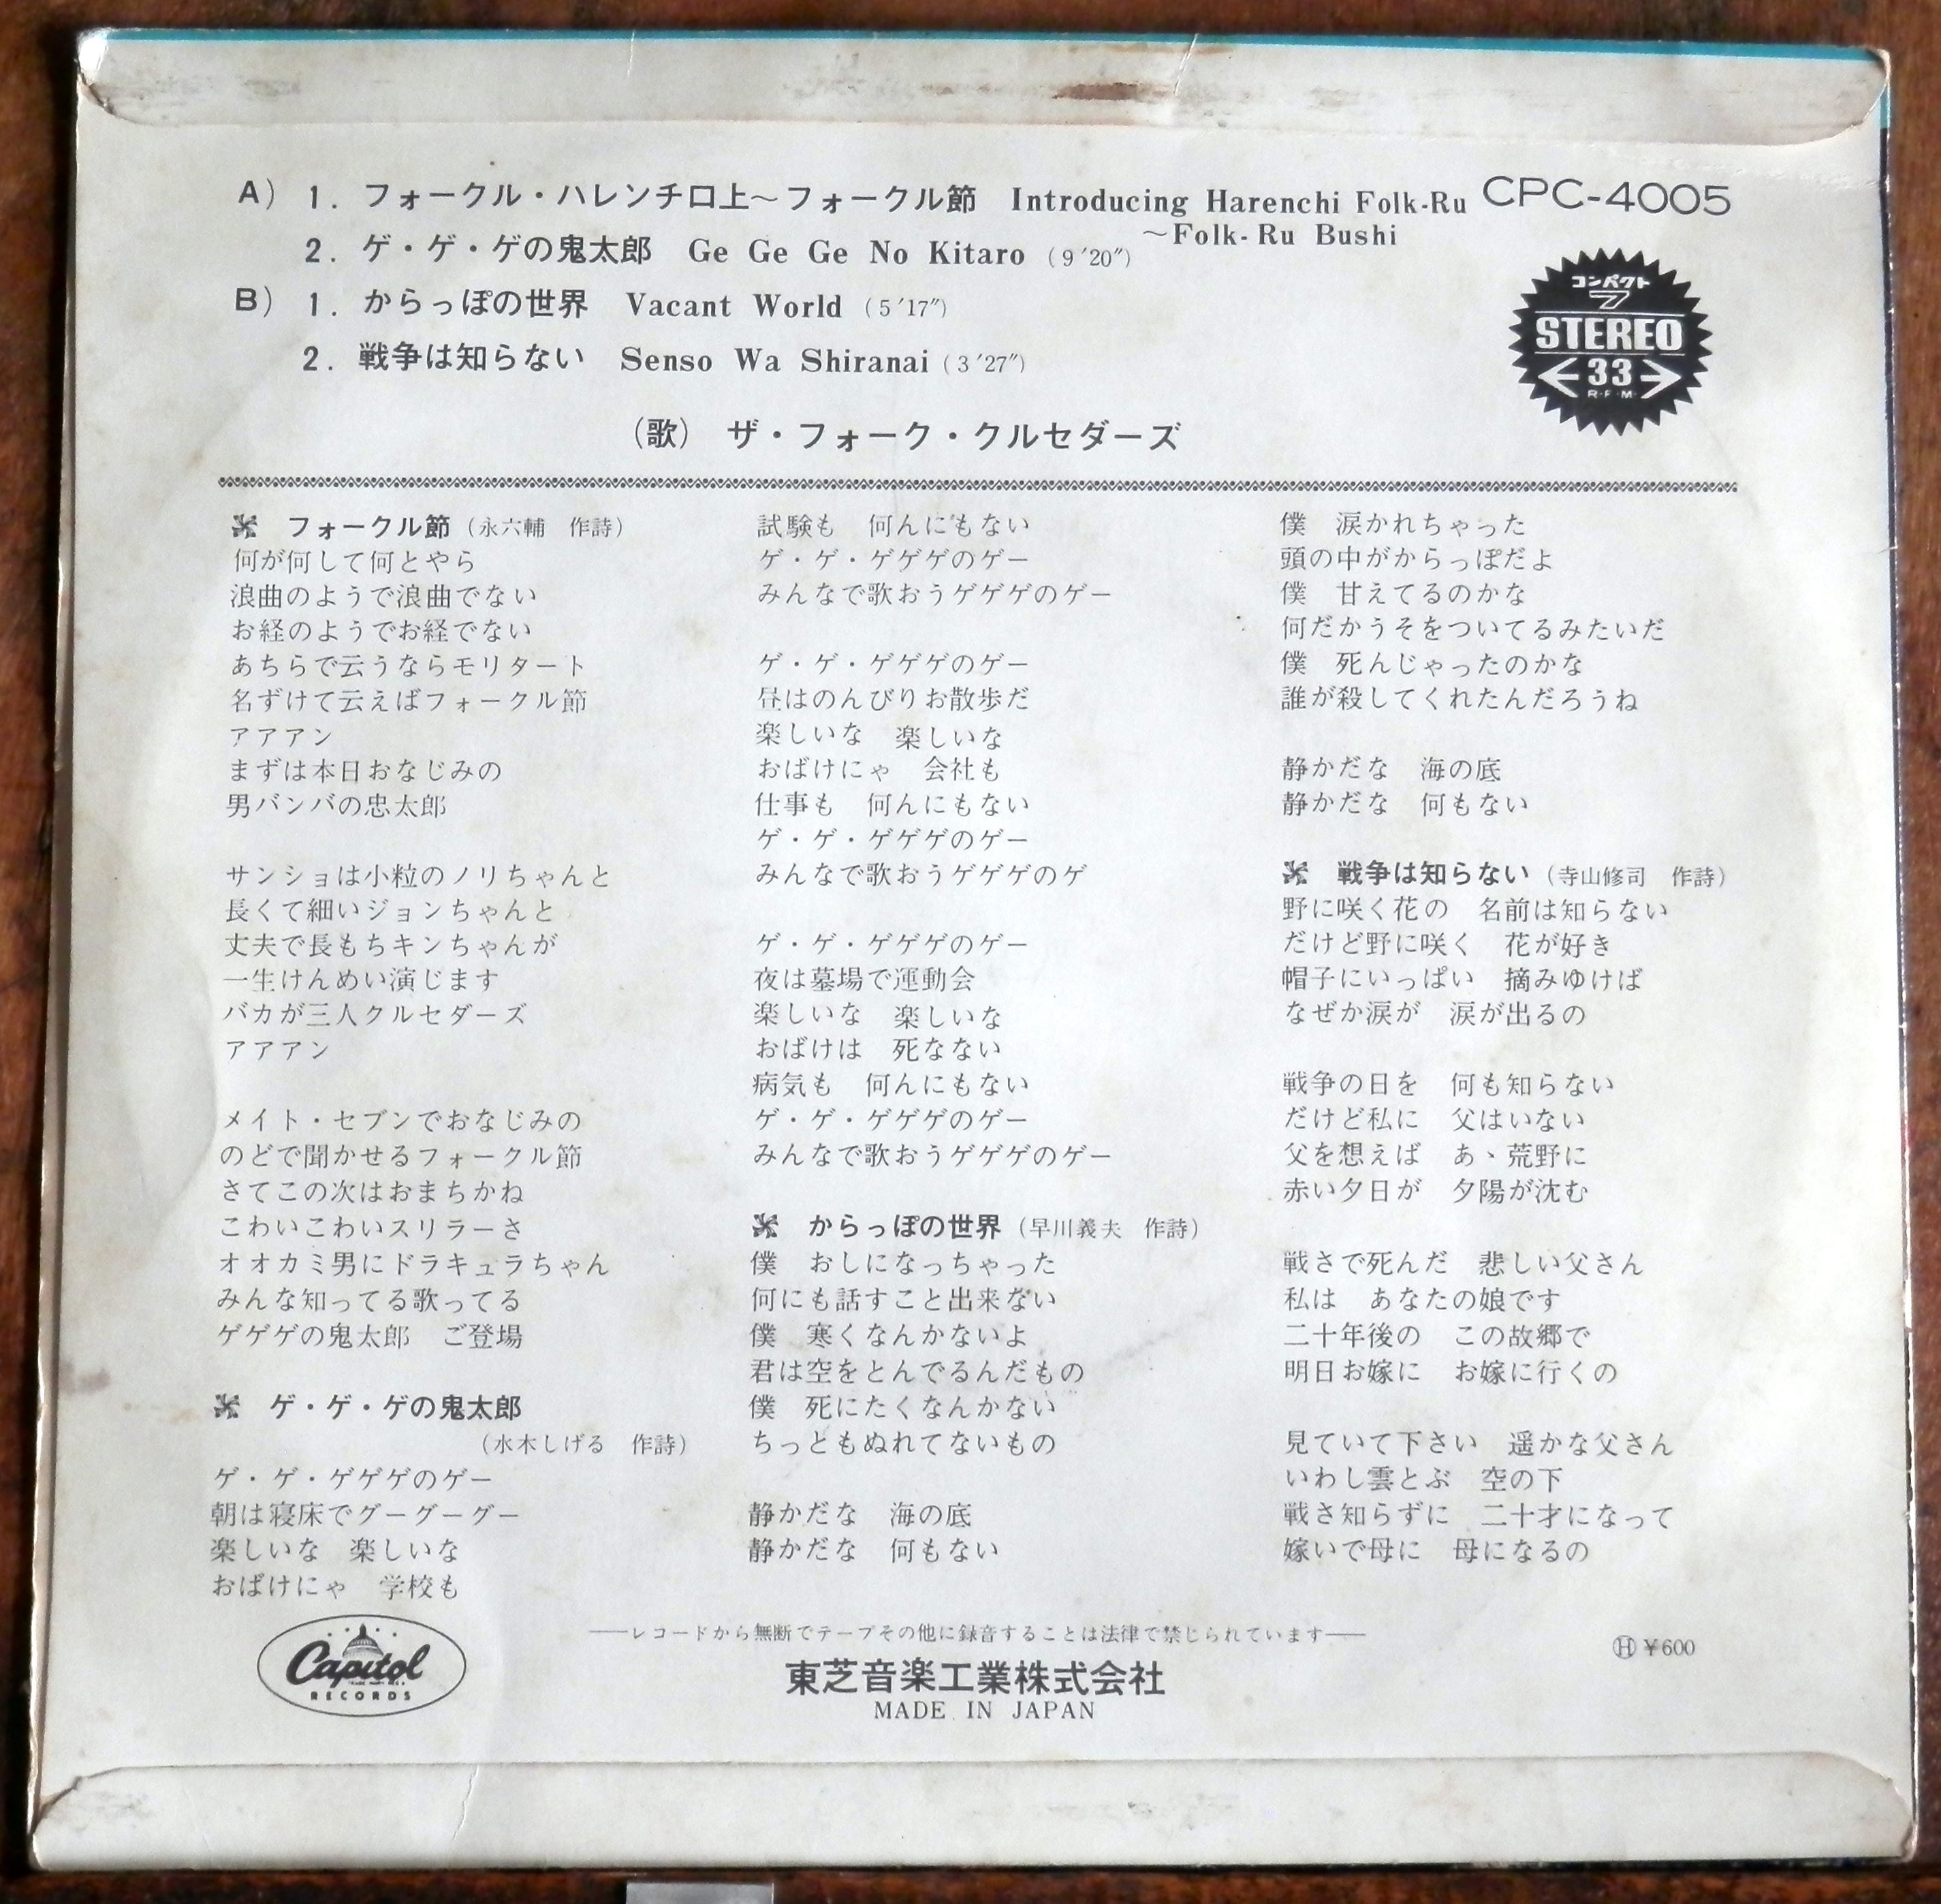 A) 1. フォークル・ハレンチ口上〜フォークル節 Introducing Harenchi Folk-Ru 〜Folk-Ru Bushi
CPC-4005
2. ゲ・ゲ・ゲの鬼太郎 Ge Ge Ge No Kitaro (9′20″)
B) 1. からっぽの世界 Vacant World (5′17″)
2. 戦争は知らない Senso Wa Shiranai (3′27″)
コンパクト
7
STEREO
33
R・P・M
(歌) ザ・フォーク・クルセダーズ
フォークル節(永六輔 作詩)
何が何して何とやら
浪曲のようで浪曲でない
お経のようでお経でない
あちらで云うならモリタート
名ずけて云えばフォークル節
アアアン
まずは本日おなじみの
男バンバの忠太郎
サンショは小粒のノリちゃんと
長くて細いジョンちゃんと
丈夫で長もちキンちゃんが
一生けんめい演じます
バカが三人クルセダーズ
アアアン
メイト・セブンでおなじみの
のどで聞かせるフォークル節
さてこの次はおまちかね
こわいこわいスリラーさ
オオカミ男にドラキュラちゃん
みんな知ってる歌ってる
ゲゲゲの鬼太郎 ご登場
ゲ・ゲ・ゲの鬼太郎
(水木しげる 作詩)
ゲ・ゲ・ゲゲゲのゲー
朝は寝床でグーグーグー
楽しいな 楽しいな
おばけにゃ 学校も
試験も 何んにもない
ゲ・ゲ・ゲゲゲのゲー
みんなで歌おうゲゲゲのゲー
ゲ・ゲ・ゲゲゲのゲー
昼はのんびりお散歩だ
楽しいな 楽しいな
おばけにゃ 会社も
仕事も 何んにもない
ゲ・ゲ・ゲゲゲのゲー
みんなで歌おうゲゲゲのゲ
ゲ・ゲ・ゲゲゲのゲー
夜は墓場で運動会
楽しいな 楽しいな
おばけは 死なない
病気も 何んにもない
ゲ・ゲ・ゲゲゲのゲー
みんなで歌おうゲゲゲのゲー
からっぽの世界(早川義夫 作詩)
僕 おしになっちゃった
何にも話すこと出来ない
僕 寒くなんかないよ
君は空をとんでるんだもの
僕 死にたくなんかない
ちっともぬれてないもの
静かだな 海の底
静かだな 何もない
僕 涙かれちゃった
頭の中がからっぽだよ
僕 甘えてるのかな
何だかうそをついてるみたいだ
僕 死んじゃったのかな
誰が殺してくれたんだろうね
静かだな 海の底
静かだな 何もない
戦争は知らない(寺山修司 作詩)
野に咲く花の 名前は知らない
だけど野に咲く 花が好き
帽子にいっぱい 摘みゆけば
なぜか涙が 涙が出るの
戦争の日を 何も知らない
だけど私に 父はいない
父を想えば あゝ荒野に
赤い夕日が 夕陽が沈む
戦さで死んだ 悲しい父さん
私は あなたの娘です
二十年後の この故郷で
明日お嫁に お嫁に行くの
見ていて下さい 遥かな父さん
いわし雲とぶ 空の下
戦さ知らずに 二十才になって
嫁いで母に 母になるの
Capitol
RECORDS
──レコードから無断でテープその他に録音することは法律で禁じられています──
東芝音楽工業株式会社
MADE IN JAPAN
Ⓗ ¥600